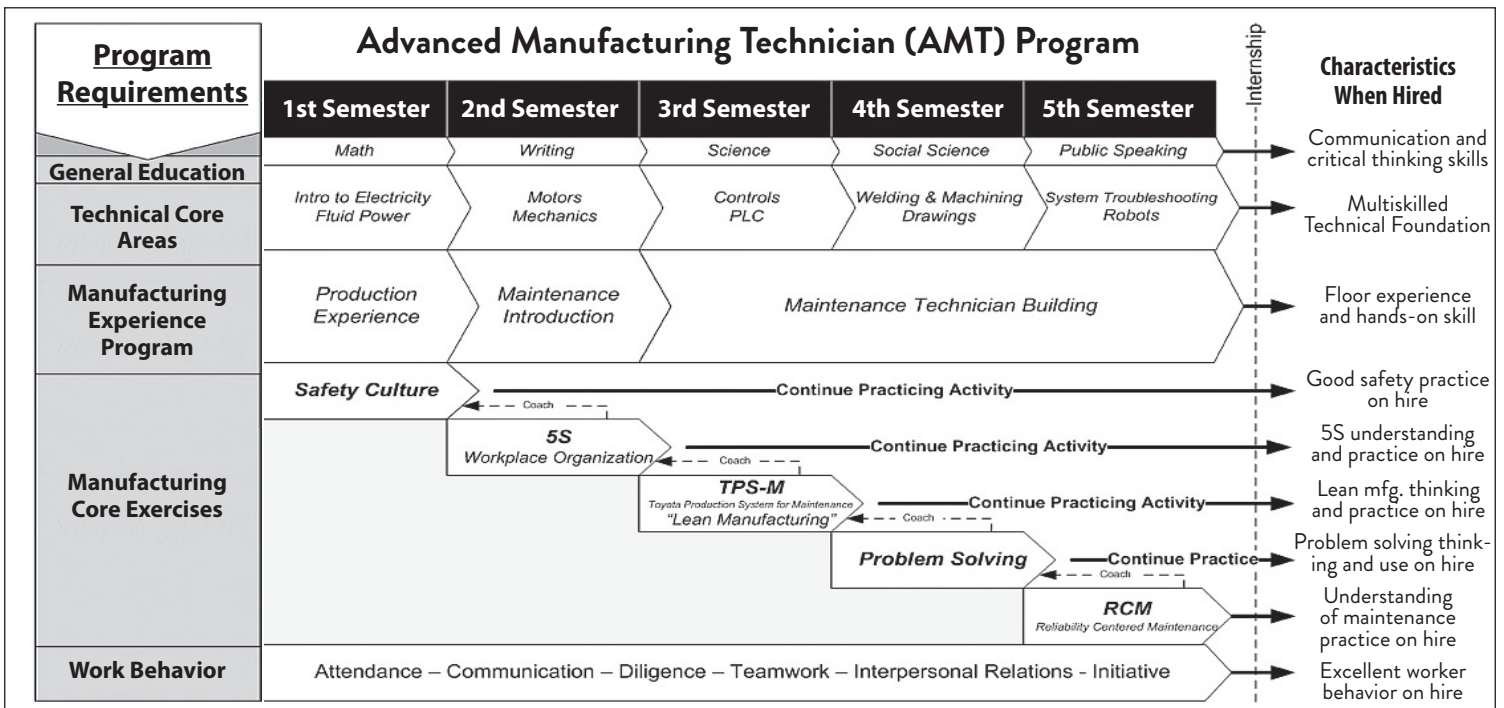 Advanced Manufacturing Technician (AMT) Program
Program
Requirements
1st Semester
2nd Semester
3rd Semester
4th Semester
5th Semester
Internship
Characteristics
When Hired
General Education
Math
Writing
Science
Social Science
Public Speaking
Communication and
critical thinking skills
Technical Core
Areas
Intro to Electricity
Fluid Power
Motors
Mechanics
Controls
PLC
Welding & Machining
Drawings
System Troubleshooting
Robots
Multiskilled
Technical Foundation
Manufacturing
Experience
Program
Production
Experience
Maintenance
Introduction
Maintenance Technician Building
Floor experience
and hands-on skill
Manufacturing
Core Exercises
Safety Culture
Continue Practicing Activity
Good safety practice
on hire
Coach
5S
Workplace Organization
Continue Practicing Activity
5S understanding
and practice on hire
Coach
TPS-M
Toyota Production System for Maintenance
"Lean Manufacturing"
Continue Practicing Activity
Lean mfg. thinking
and practice on hire
Coach
Problem Solving
Continue Practice
Problem solving think-
ing and use on hire
Coach
RCM
Reliability Centered Maintenance
Understanding
of maintenance
practice on hire
Work Behavior
Attendance – Communication – Diligence – Teamwork – Interpersonal Relations - Initiative
Excellent worker
behavior on hire